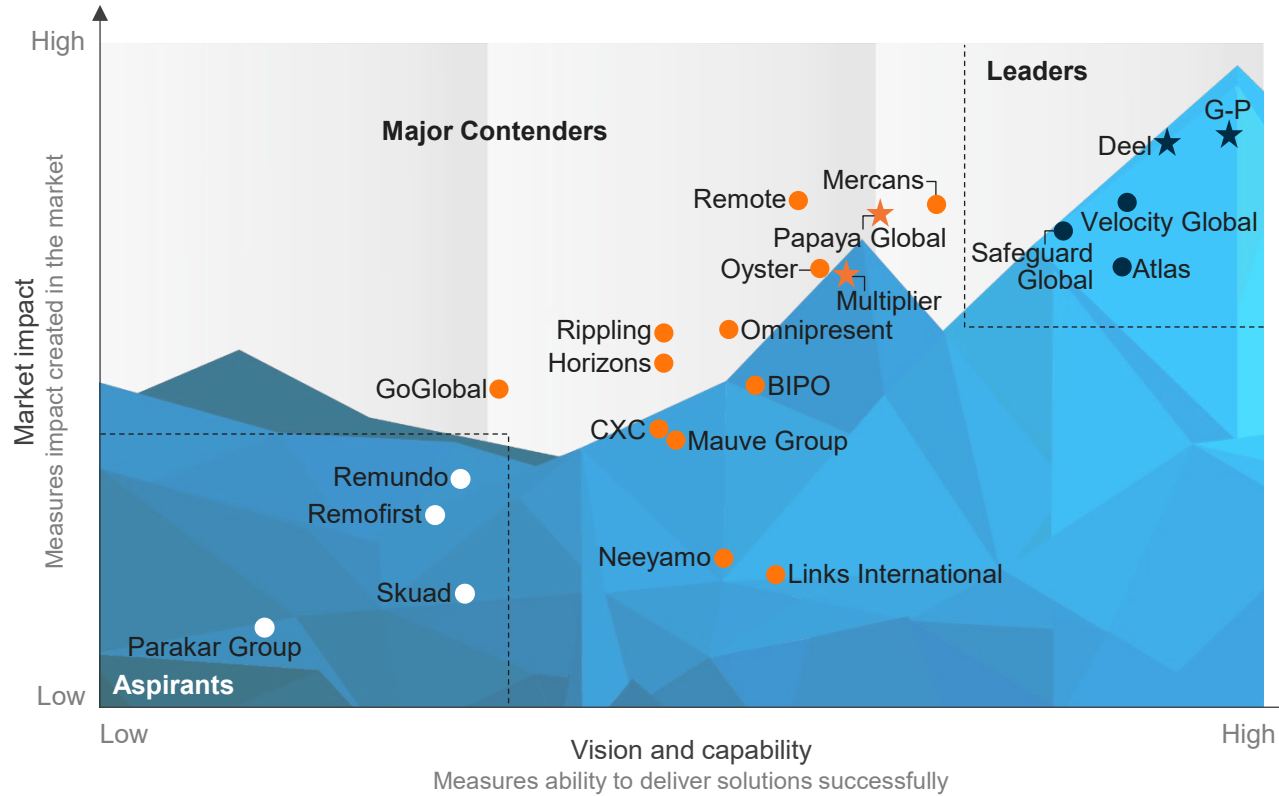 High
Leaders
G-P
Major Contenders
Deel
Mercans
Remote
Velocity Global
Papaya Global
Safeguard
Global
Oyster
Atlas
Multiplier
Rippling
Omnipresent
Horizons
GoGlobal
BIPO
CXC
Mauve Group
Remundo
Remofirst
Neeyamo
Links International
Skuad
Parakar Group
Aspirants
Low
Market impact
Measures impact created in the market
Low
High
Vision and capability
Measures ability to deliver solutions successfully